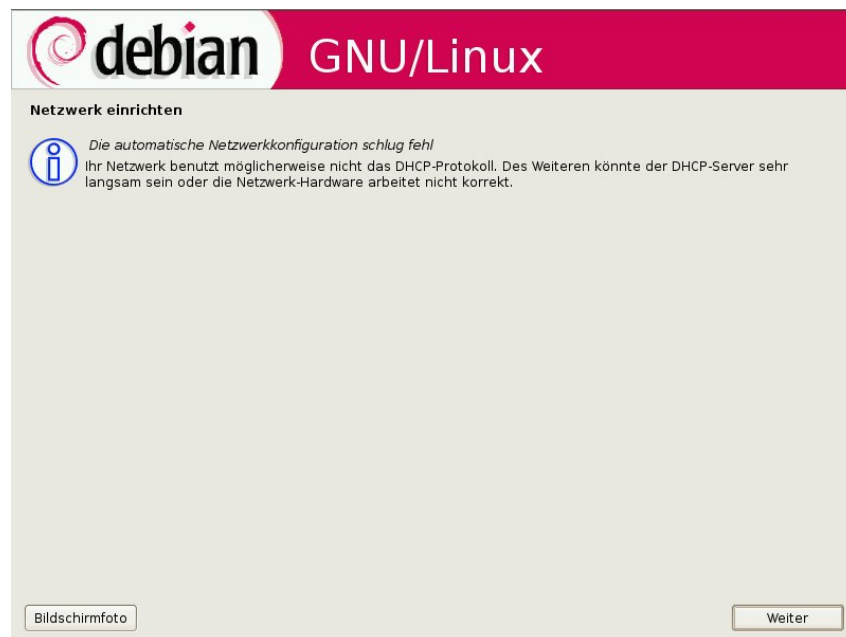 debian GNU/Linux
Netzwerk einrichten
Die automatische Netzwerkkonfiguration schlug fehl
Ihr Netzwerk benutzt möglicherweise nicht das DHCP-Protokoll. Des Weiteren könnte der DHCP-Server sehr
langsam sein oder die Netzwerk-Hardware arbeitet nicht korrekt.
Bildschirmfoto
Weiter